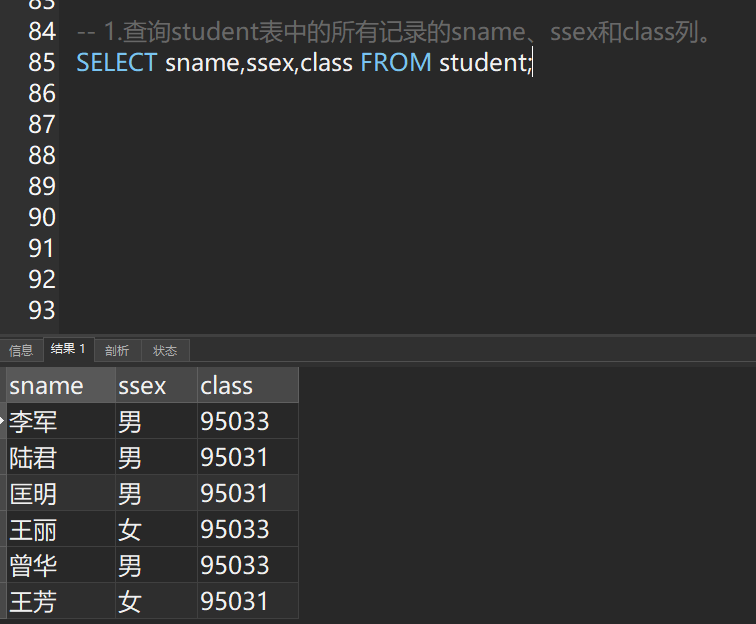 83
84 -- 1.查询student表中的所有记录的sname、ssex和class列。
85 SELECT sname,ssex,class FROM student;
86
87
88
89
90
91
92
93
信息 结果 1 剖析 状态
sname ssex class
李军 男 95033
陆君 男 95031
匡明 男 95031
王丽 女 95033
曾华 男 95033
王芳 女 95031